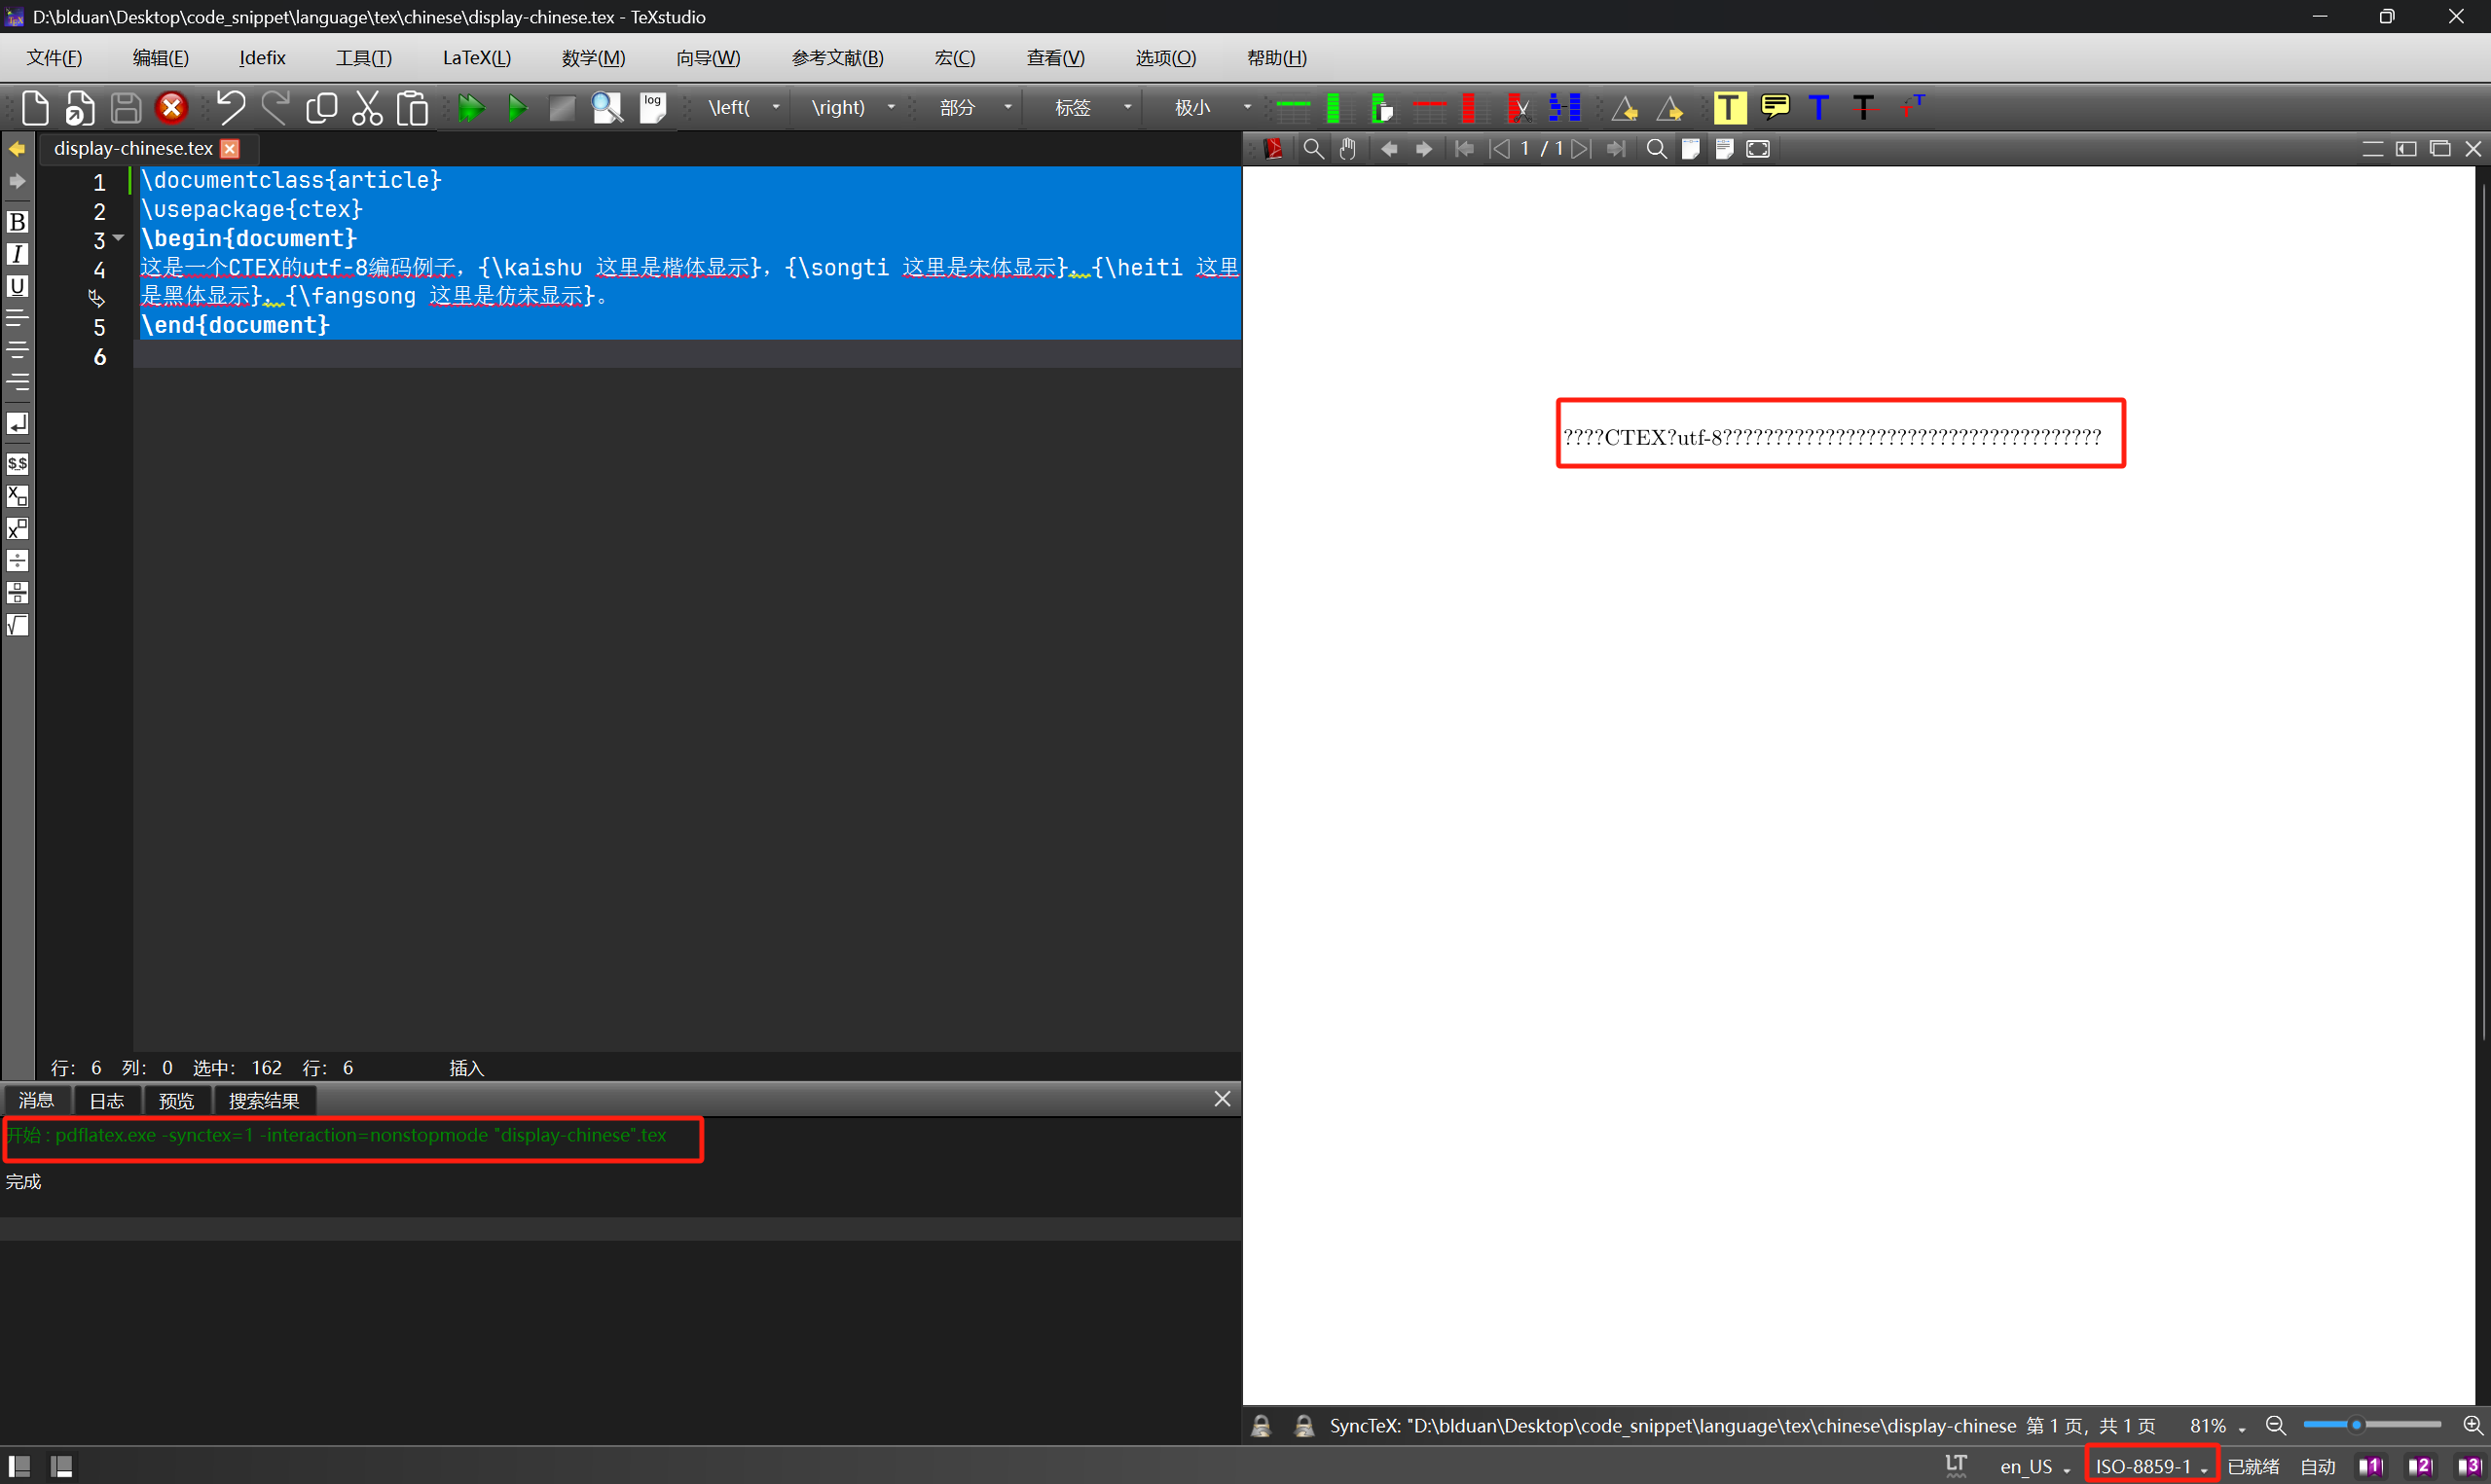 D:\blduan\Desktop\code_snippet\language\tex\chinese\display-chinese.tex - TeXstudio
文件(F) 编辑(E) Idefix 工具(T) LaTeX(L) 数学(M) 向导(W) 参考文献(B) 宏(C) 查看(V) 选项(O) 帮助(H)
log \left( \right) 部分 标签 极小
display-chinese.tex
1 / 1
1 \documentclass{article}
2 \usepackage{ctex}
3 \begin{document}
4 这是一个CTEX的utf-8编码例子，{\kaishu 这里是楷体显示}，{\songti 这里是宋体显示}，{\heiti 这里
是黑体显示}，{\fangsong 这里是仿宋显示}。
5 \end{document}
6
????CTEX?utf-8?????????????????????????????????????
行: 6 列: 0 选中: 162 行: 6 插入
消息 日志 预览 搜索结果
开始 : pdflatex.exe -synctex=1 -interaction=nonstopmode "display-chinese".tex
完成
SyncTeX: "D:\blduan\Desktop\code_snippet\language\tex\chinese\display-chinese 第 1 页，共 1 页 81%
LT en_US ISO-8859-1 已就绪 自动 1 2 3